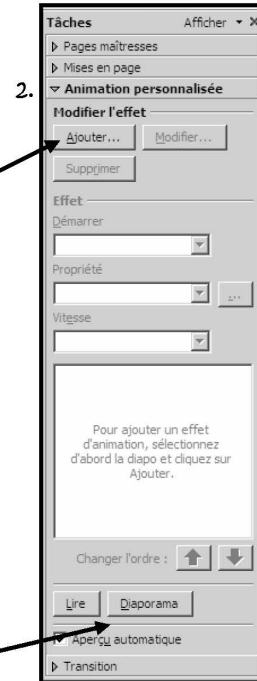 Tâches Afficher
Pages maîtresses
Mises en page
2.
Animation personnalisée
Modifier l'effet
Ajouter... Modifier...
Supprimer
Effet
Démarrer
Propriété
...
Vitesse
Pour ajouter un effet
d'animation, sélectionnez
d'abord la diapo et cliquez sur
Ajouter.
Changer l'ordre :
Lire Diaporama
Aperçu automatique
Transition